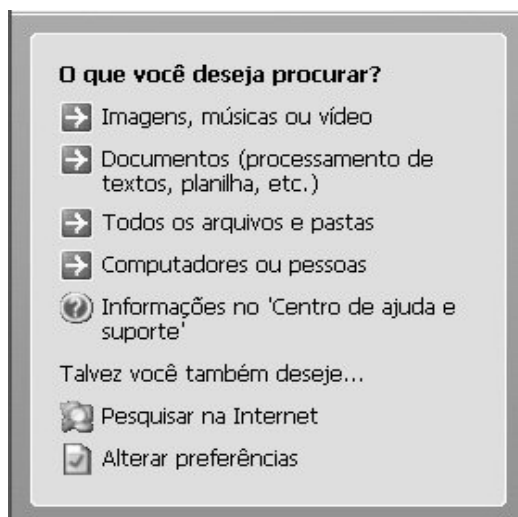 O que você deseja procurar?
Imagens, músicas ou vídeo
Documentos (processamento de
textos, planilha, etc.)
Todos os arquivos e pastas
Computadores ou pessoas
Informações no 'Centro de ajuda e
suporte'
Talvez você também deseje...
Pesquisar na Internet
Alterar preferências